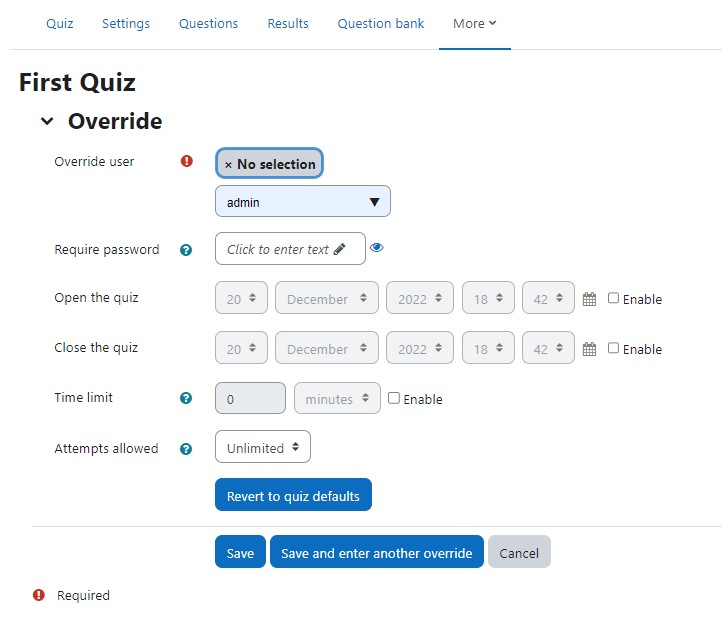 Quiz Settings Questions Results Question bank More
First Quiz
Override
Override user × No selection
admin
Require password Click to enter text
Open the quiz 20 December 2022 18 42 Enable
Close the quiz 20 December 2022 18 42 Enable
Time limit 0 minutes Enable
Attempts allowed Unlimited
Revert to quiz defaults
Save Save and enter another override Cancel
Required